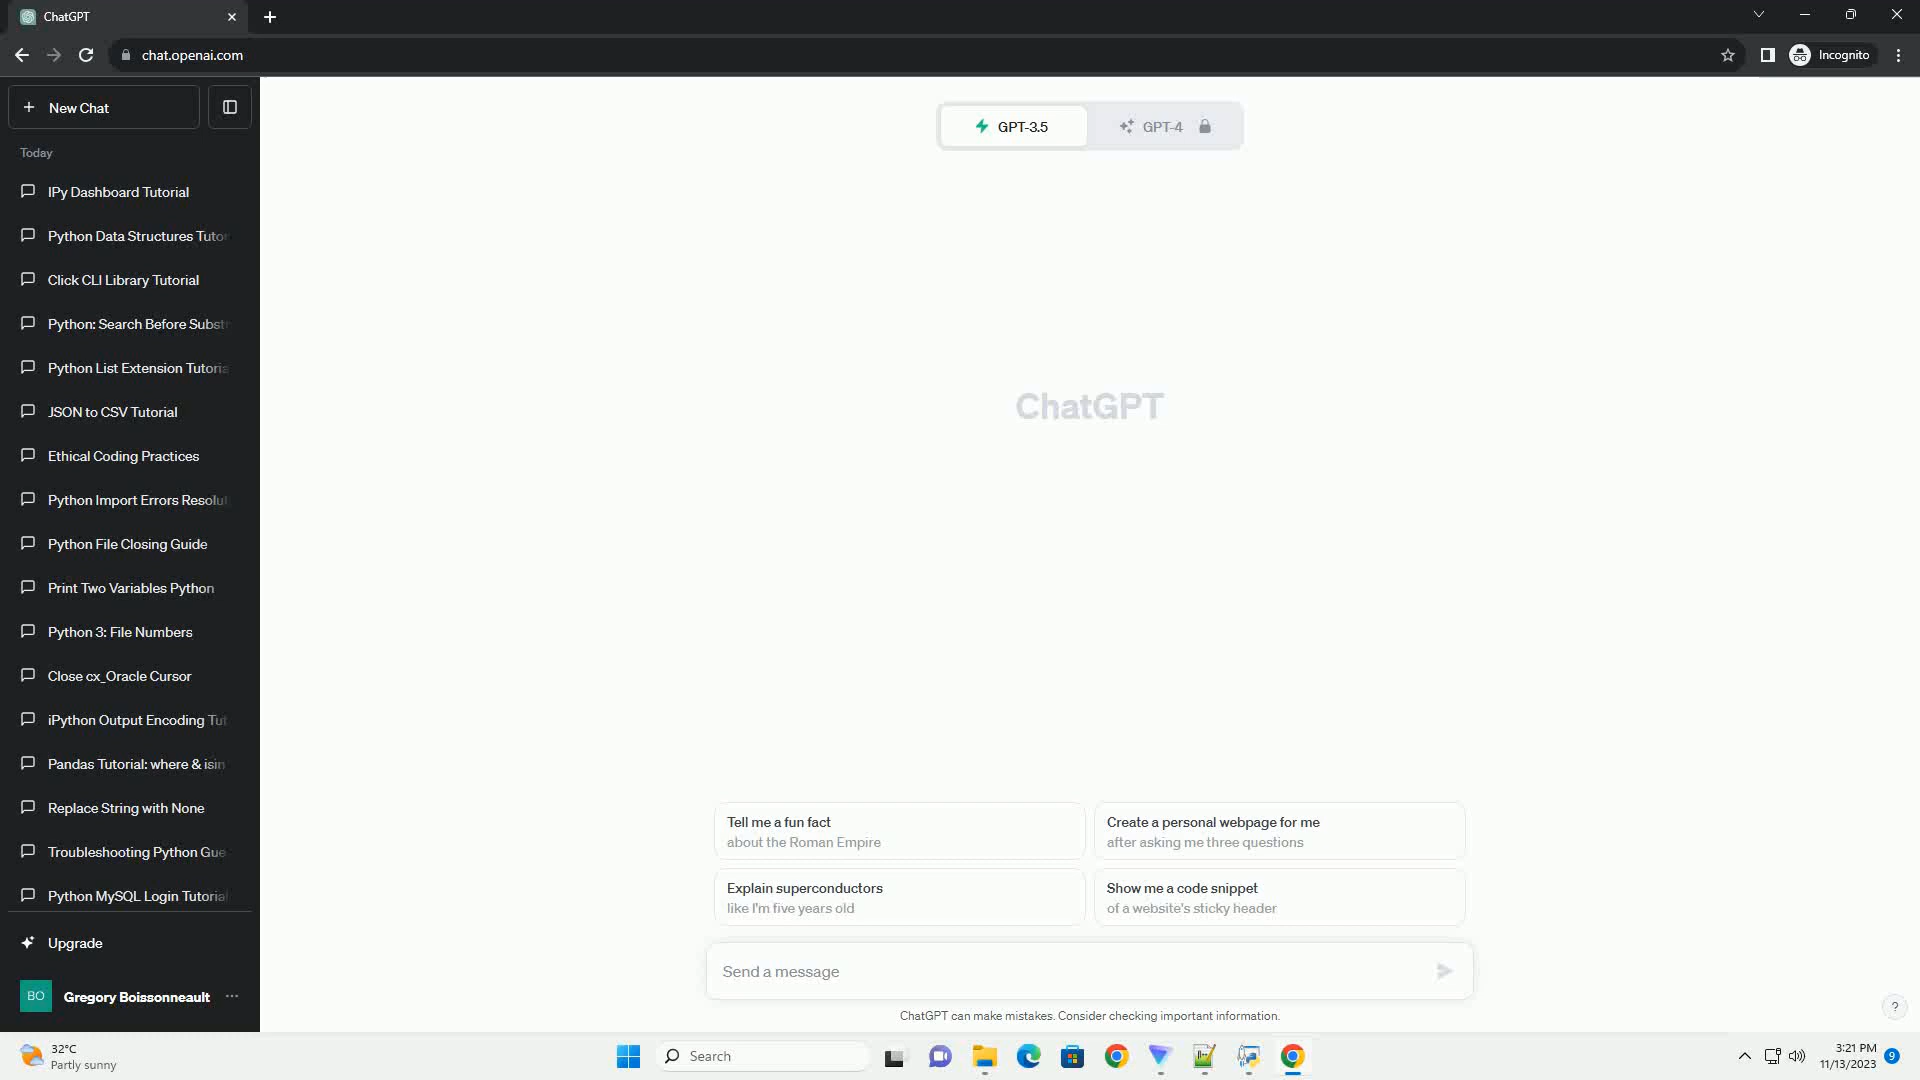 ChatGPT
chat.openai.com
Incognito
New Chat
Today
IPy Dashboard Tutorial
Python Data Structures Tutor
Click CLI Library Tutorial
Python: Search Before Substr
Python List Extension Tutoria
JSON to CSV Tutorial
Ethical Coding Practices
Python Import Errors Resolut
Python File Closing Guide
Print Two Variables Python
Python 3: File Numbers
Close cx_Oracle Cursor
iPython Output Encoding Tut
Pandas Tutorial: where & isin
Replace String with None
Troubleshooting Python Gue
Python MySQL Login Tutorial
Upgrade
BO
Gregory Boissonneault
GPT-3.5
GPT-4
ChatGPT
Tell me a fun fact
about the Roman Empire
Create a personal webpage for me
after asking me three questions
Explain superconductors
like I'm five years old
Show me a code snippet
of a website's sticky header
Send a message
ChatGPT can make mistakes. Consider checking important information.
?
32°C
Partly sunny
Search
3:21 PM
11/13/2023
9